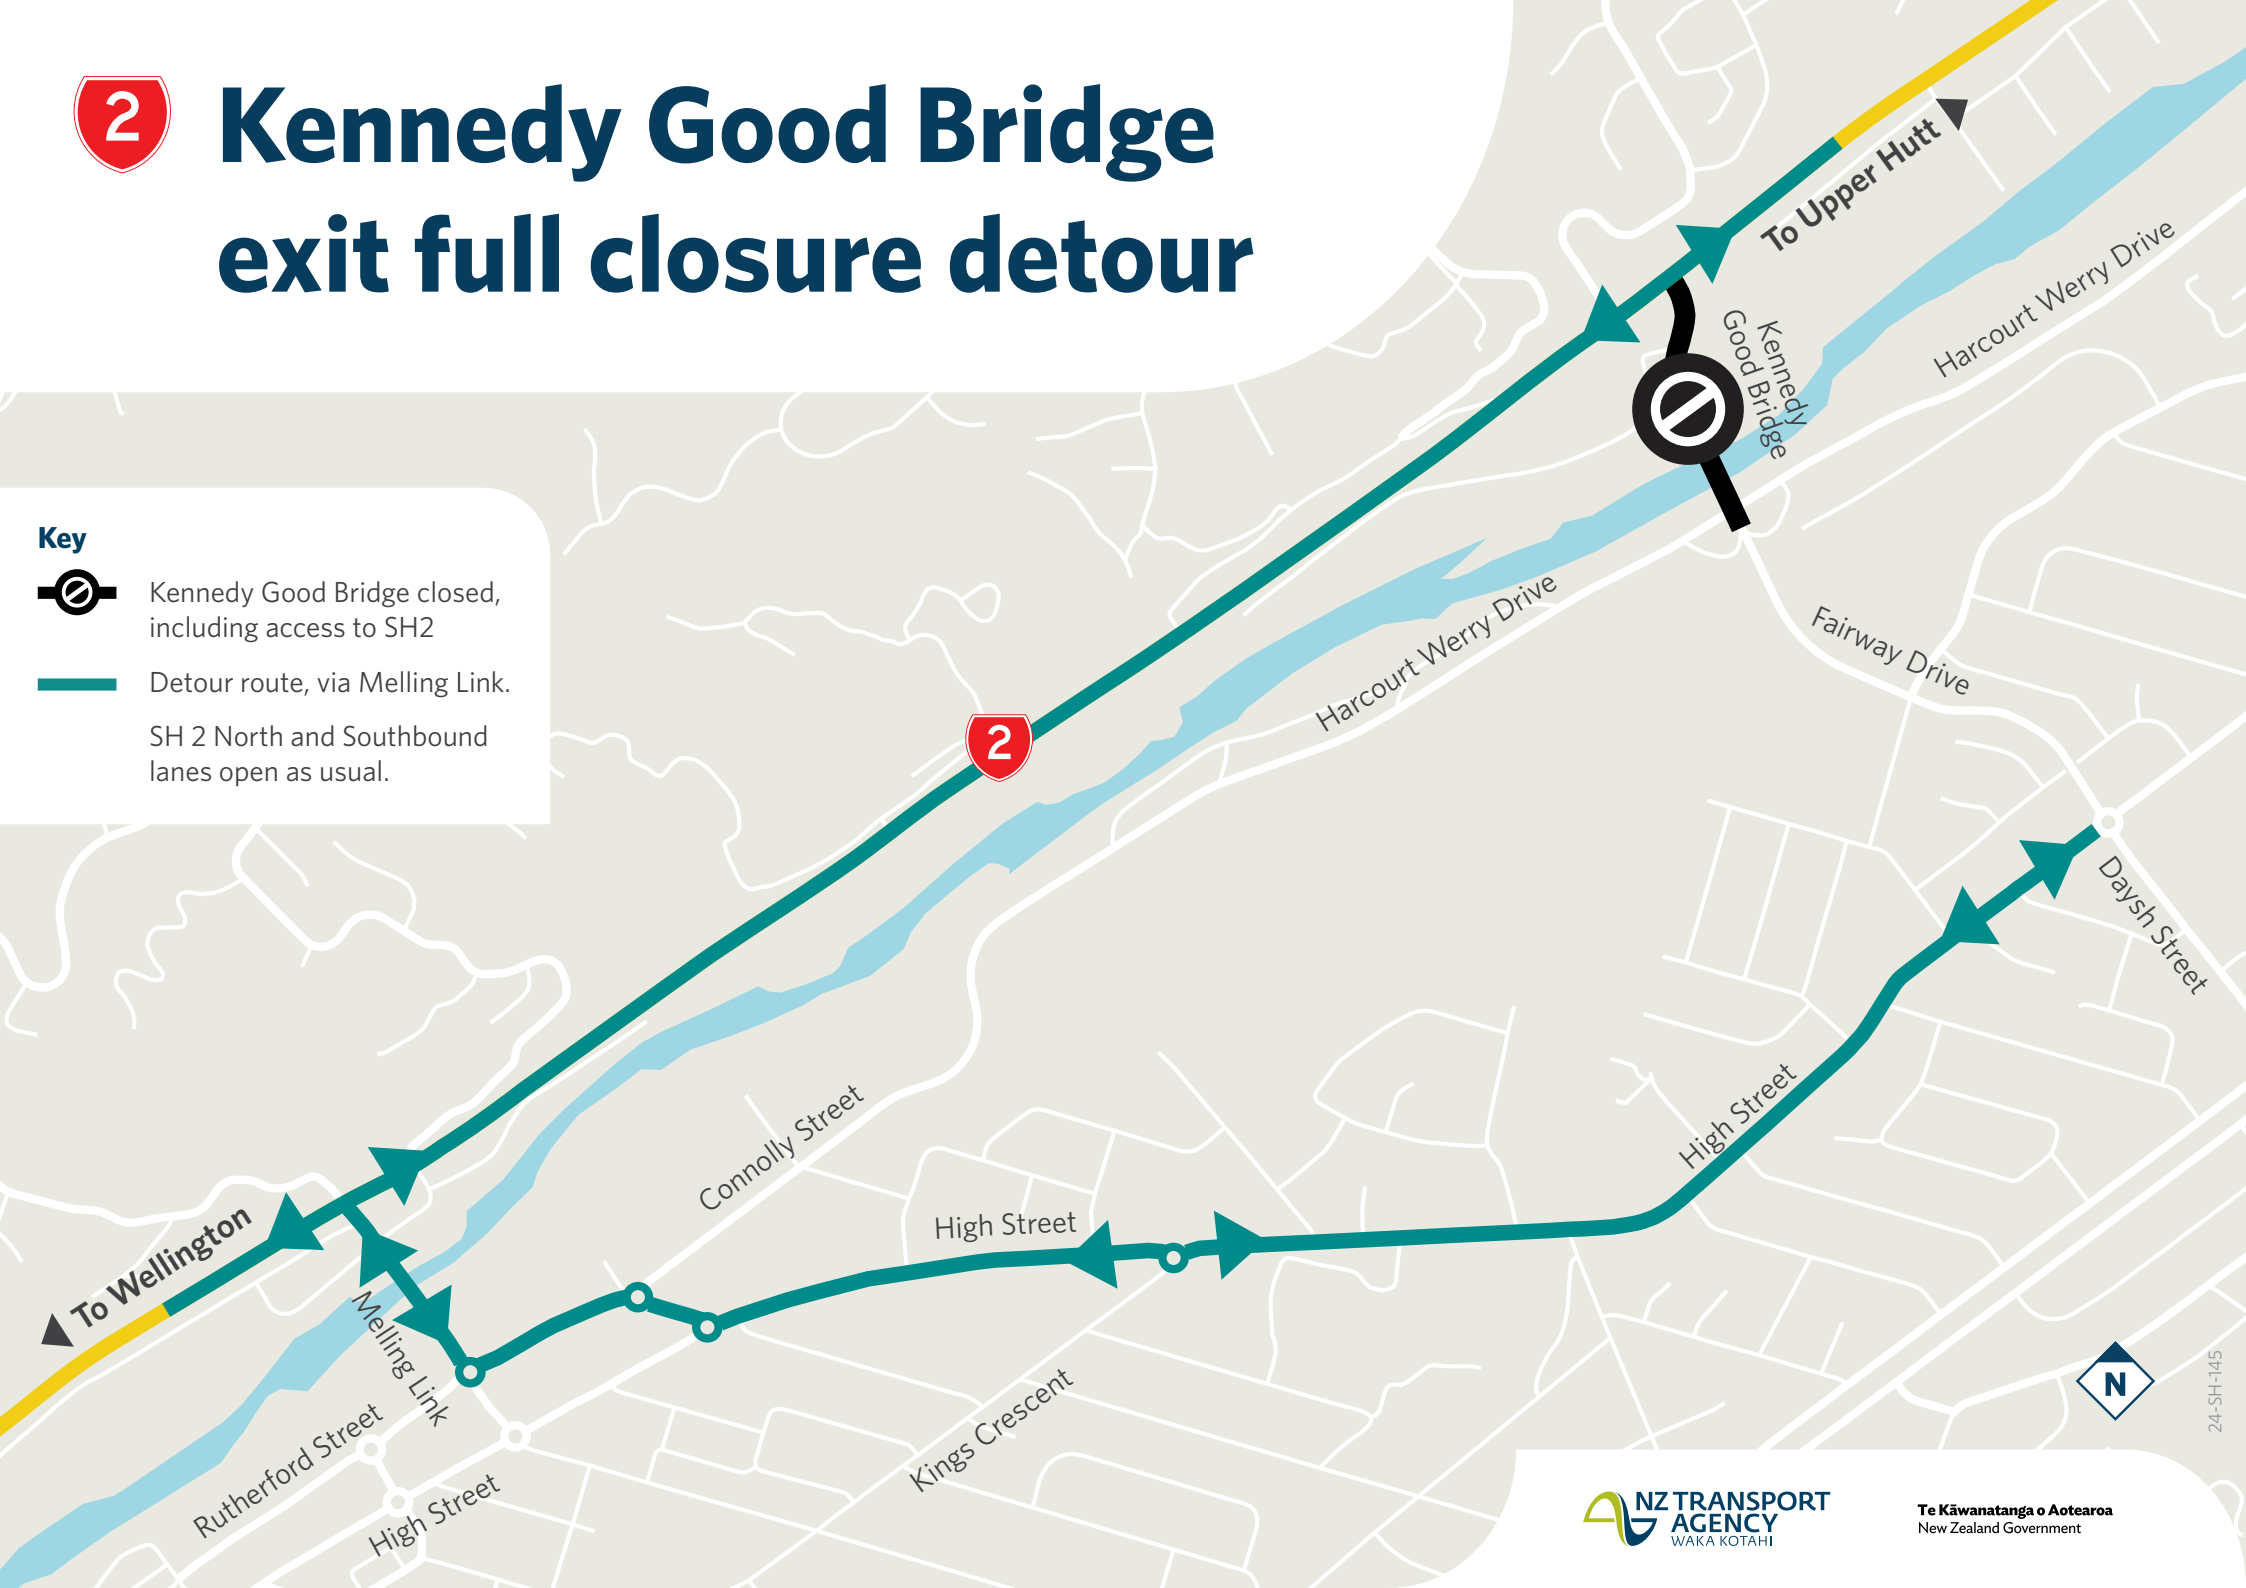 2
Kennedy Good Bridge
exit full closure detour
Key
Kennedy Good Bridge closed,
including access to SH2
Detour route, via Melling Link.
SH 2 North and Southbound
lanes open as usual.
To Upper Hutt
Kennedy
Good Bridge
Harcourt Werry Drive
Harcourt Werry Drive
Fairway Drive
2
Daysh Street
High Street
Connolly Street
High Street
To Wellington
Melling Link
Kings Crescent
Rutherford Street
High Street
N
24-SH-145
NZ TRANSPORT
AGENCY
WAKA KOTAHI
Te Kāwanatanga o Aotearoa
New Zealand Government